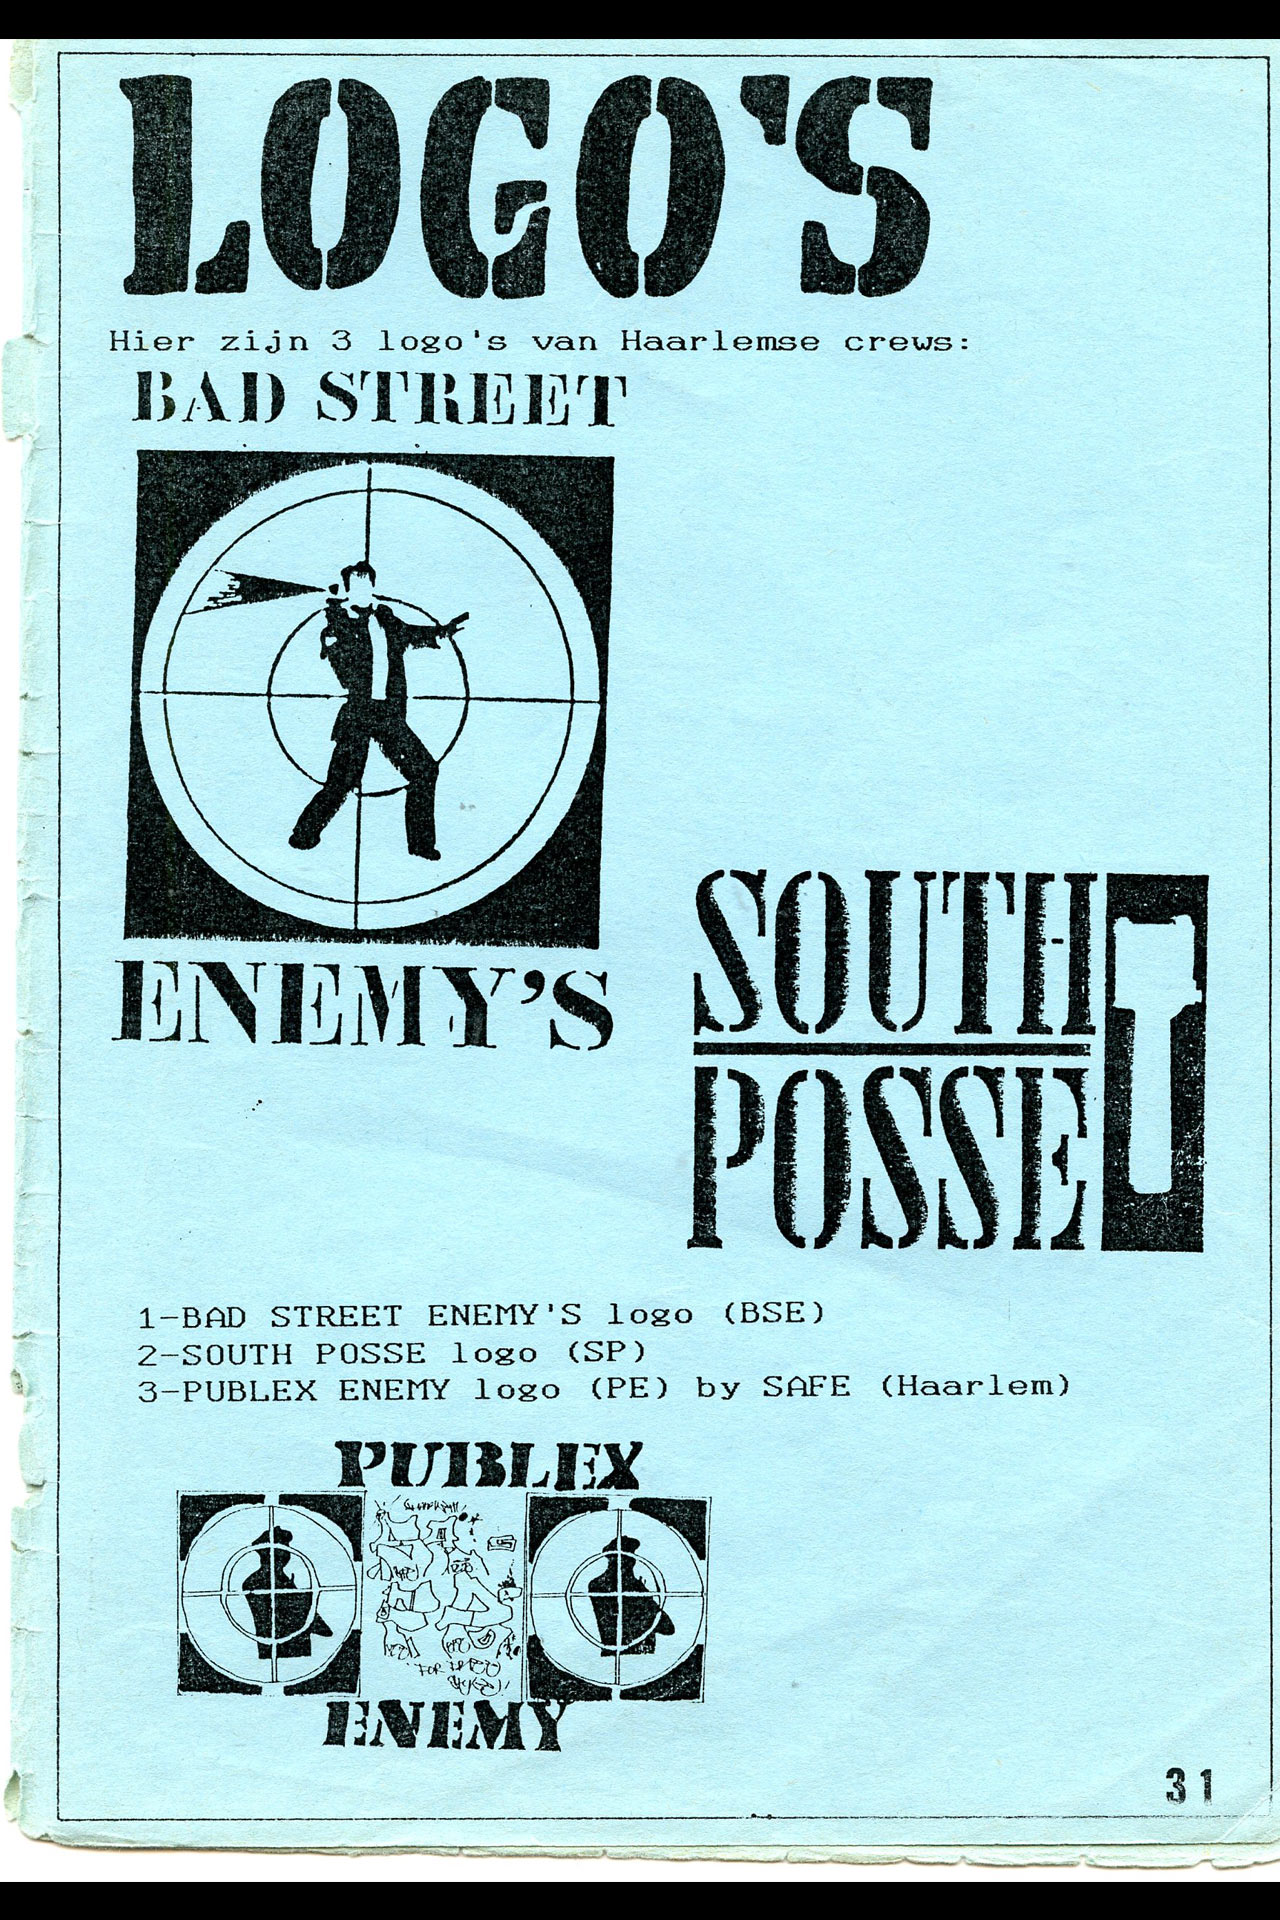 LOGO'S
Hier zijn 3 logo's van Haarlemse crews:
BAD STREET
ENEMY'S
SOUTH
POSSE
1-BAD STREET ENEMY'S logo (BSE)
2-SOUTH POSSE logo (SP)
3-PUBLEX ENEMY logo (PE) by SAFE (Haarlem)
PUBLEX
FOR
ENEMY
31